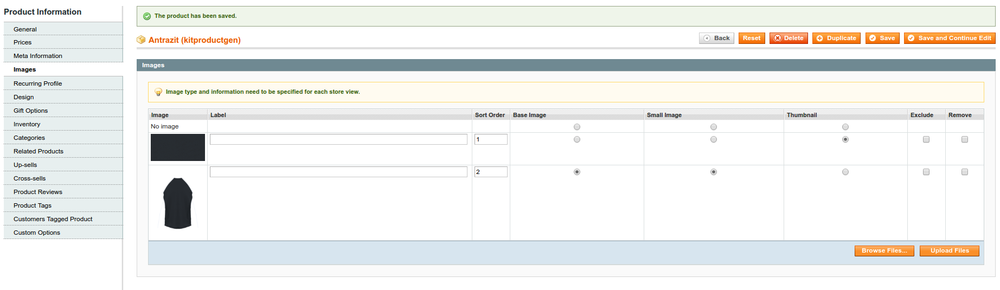 Product Information
General
Prices
Meta Information
Images
Recurring Profile
Design
Gift Options
Inventory
Categories
Related Products
Up-sells
Cross-sells
Product Reviews
Product Tags
Customers Tagged Product
Custom Options
The product has been saved.
Antrazit (kitproductgen)
Back Reset Delete Duplicate Save Save and Continue Edit
Images
Image type and information need to be specified for each store view.
Image Label Sort Order Base Image Small Image Thumbnail Exclude Remove
No image
1
2
Browse Files... Upload Files